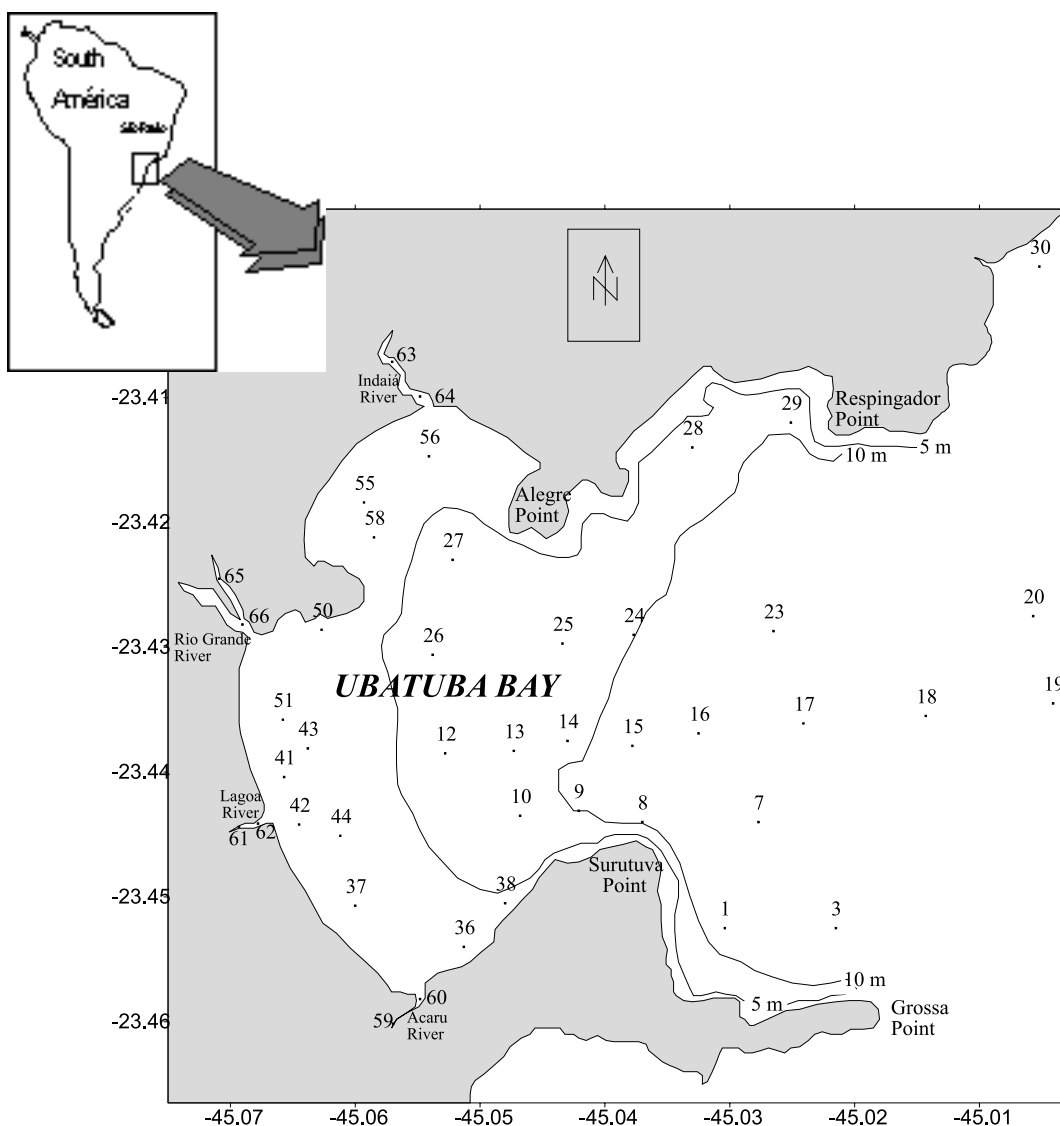 South
América
São Paulo
30
63
Indaiá
River
64
-23.41
29
Respingador
Point
28
10 m
5 m
56
55
Alegre
Point
58
-23.42
27
65
20
66
50
24
23
25
Rio Grande
River
-23.43
26
UBATUBA BAY
19
18
51
17
16
14
15
43
12
13
41
-23.44
Lagoa
River
42
10
9
8
7
44
61
62
Surutuva
Point
37
38
-23.45
1
3
36
10 m
60
5 m
Grossa
Point
59
Acaru
River
-23.46
-45.07
-45.06
-45.05
-45.04
-45.03
-45.02
-45.01
N